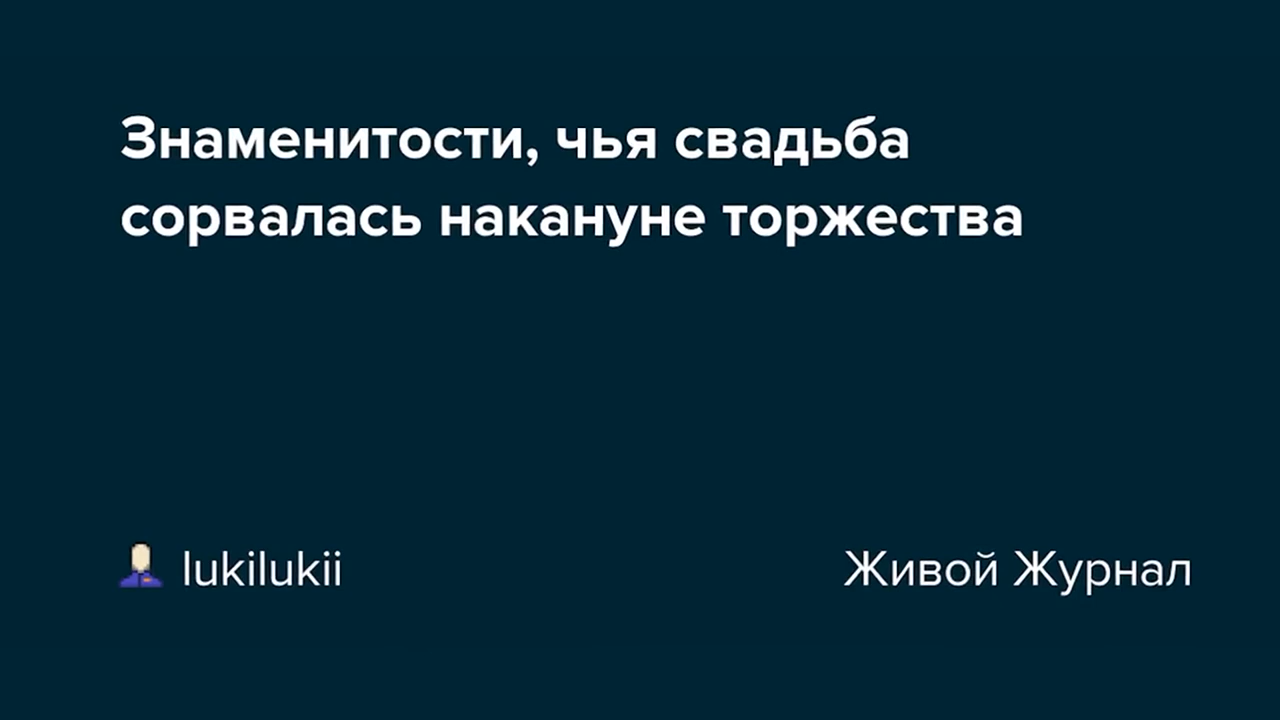 Знаменитости, чья свадьба
сорвалась накануне торжества
lukilukii
Живой Журнал